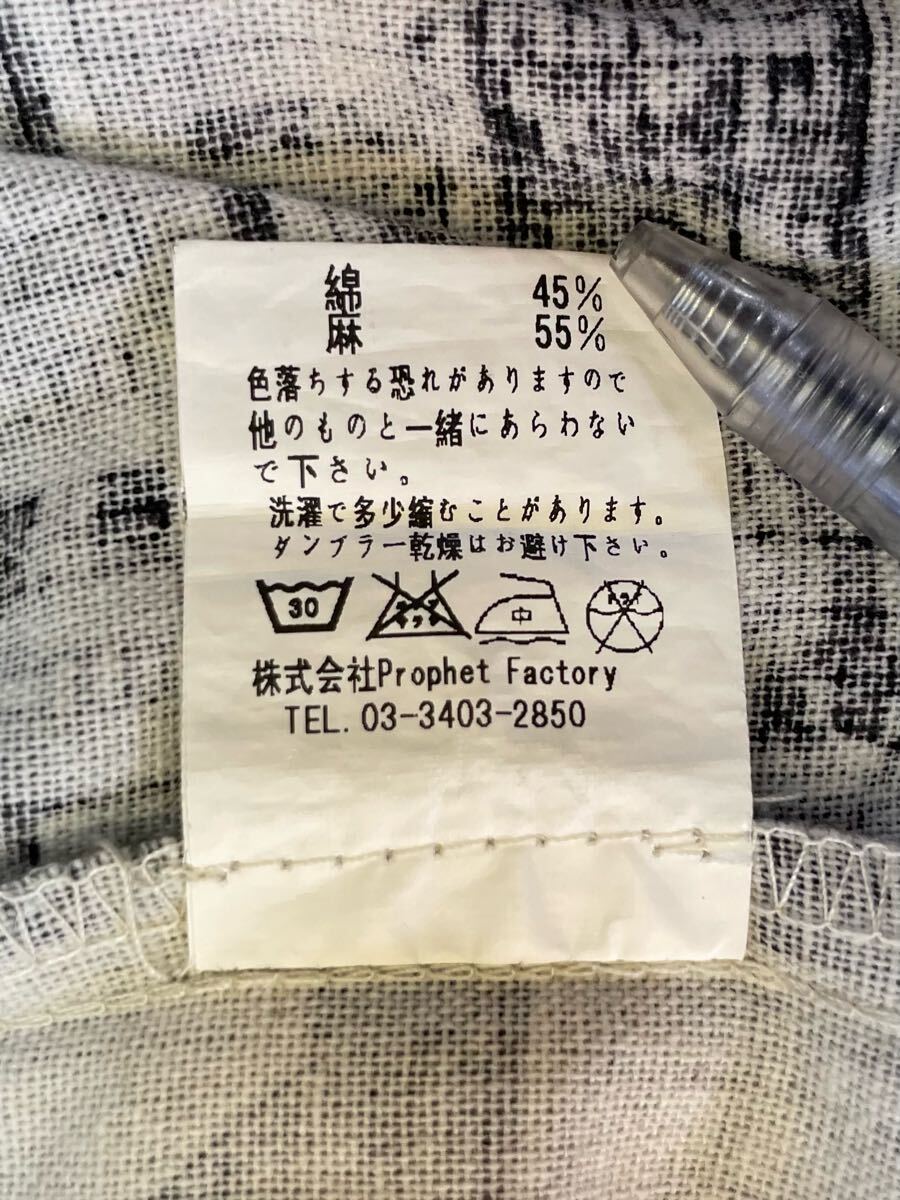 綿 45%
麻 55%
色落ちする恐れがありますので
他のものと一緒にあらわない
で下さい。
洗濯で多少縮むことがあります。
タンブラー乾燥はお避け下さい。
30 中
株式会社Prophet Factory
TEL. 03-3403-2850